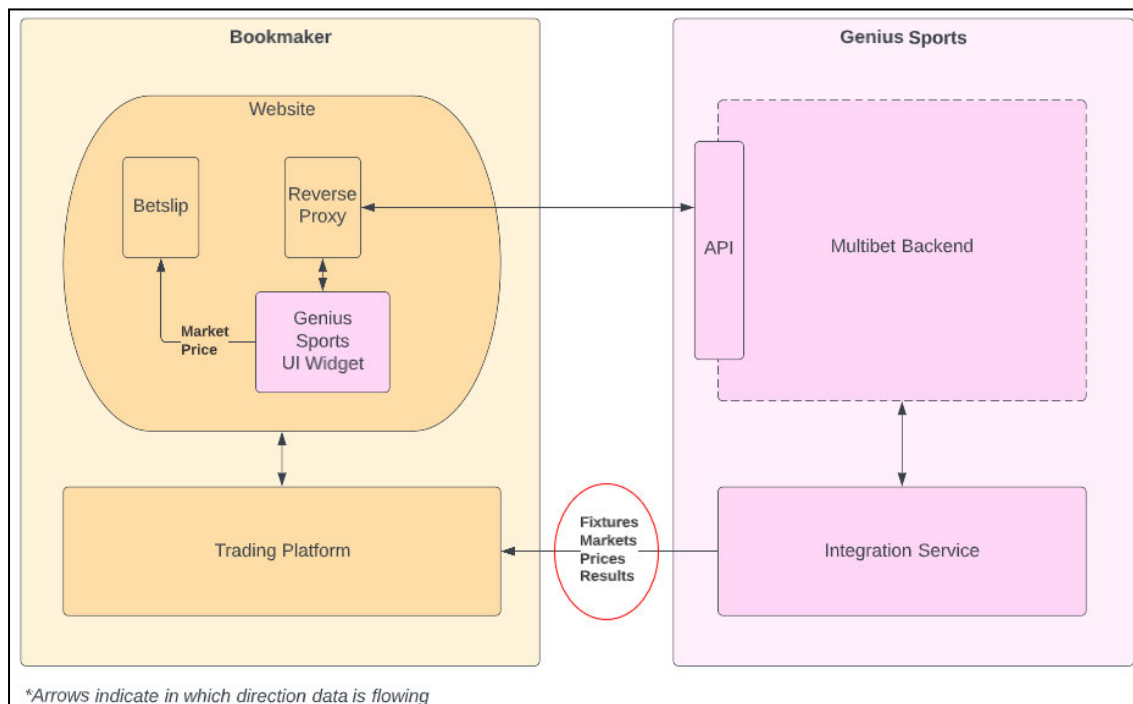 Bookmaker
Genius Sports
Website
Betslip
Reverse
Proxy
API
Multibet Backend
Market
Price
Genius
Sports
UI Widget
Fixtures
Markets
Prices
Results
Trading Platform
Integration Service
*Arrows indicate in which direction data is flowing